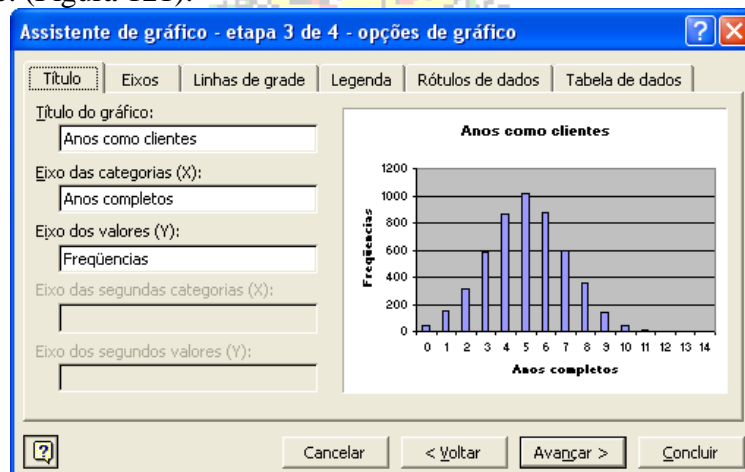 (Figura 121).
Assistente de gráfico - etapa 3 de 4 - opções de gráfico
Título Eixos Linhas de grade Legenda Rótulos de dados Tabela de dados
Título do gráfico:
Anos como clientes
Eixo das categorias (X):
Anos completos
Eixo dos valores (Y):
Freqüencias
Eixo das segundas categorias (X):
Eixo dos segundos valores (Y):
Anos como clientes
Freqüencias
1200
1000
800
600
400
200
0
0 1 2 3 4 5 6 7 8 9 10 11 12 13 14
Anos completos
Cancelar < Voltar Avançar > Concluir